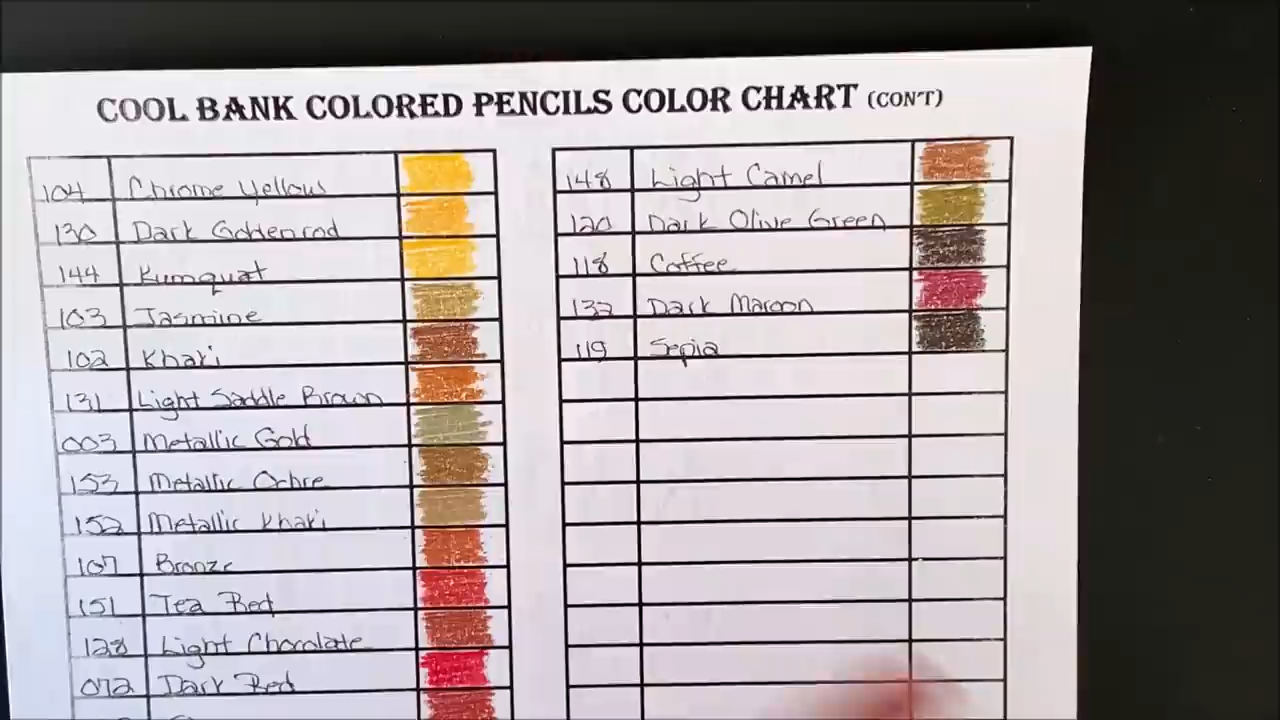 COOL BANK COLORED PENCILS COLOR CHART (CON'T)
104 Chrome Yellow
130 Dark Goldenrod
144 Kumquat
103 Jasmine
102 Khaki
131 Light Saddle Brown
003 Metallic Gold
153 Metallic Ochre
152 Metallic Khaki
107 Bronze
151 Tea Red
128 Light Chocolate
072 Dark Red
148 Light Camel
120 Dark Olive Green
118 Coffee
132 Dark Maroon
119 Sepia